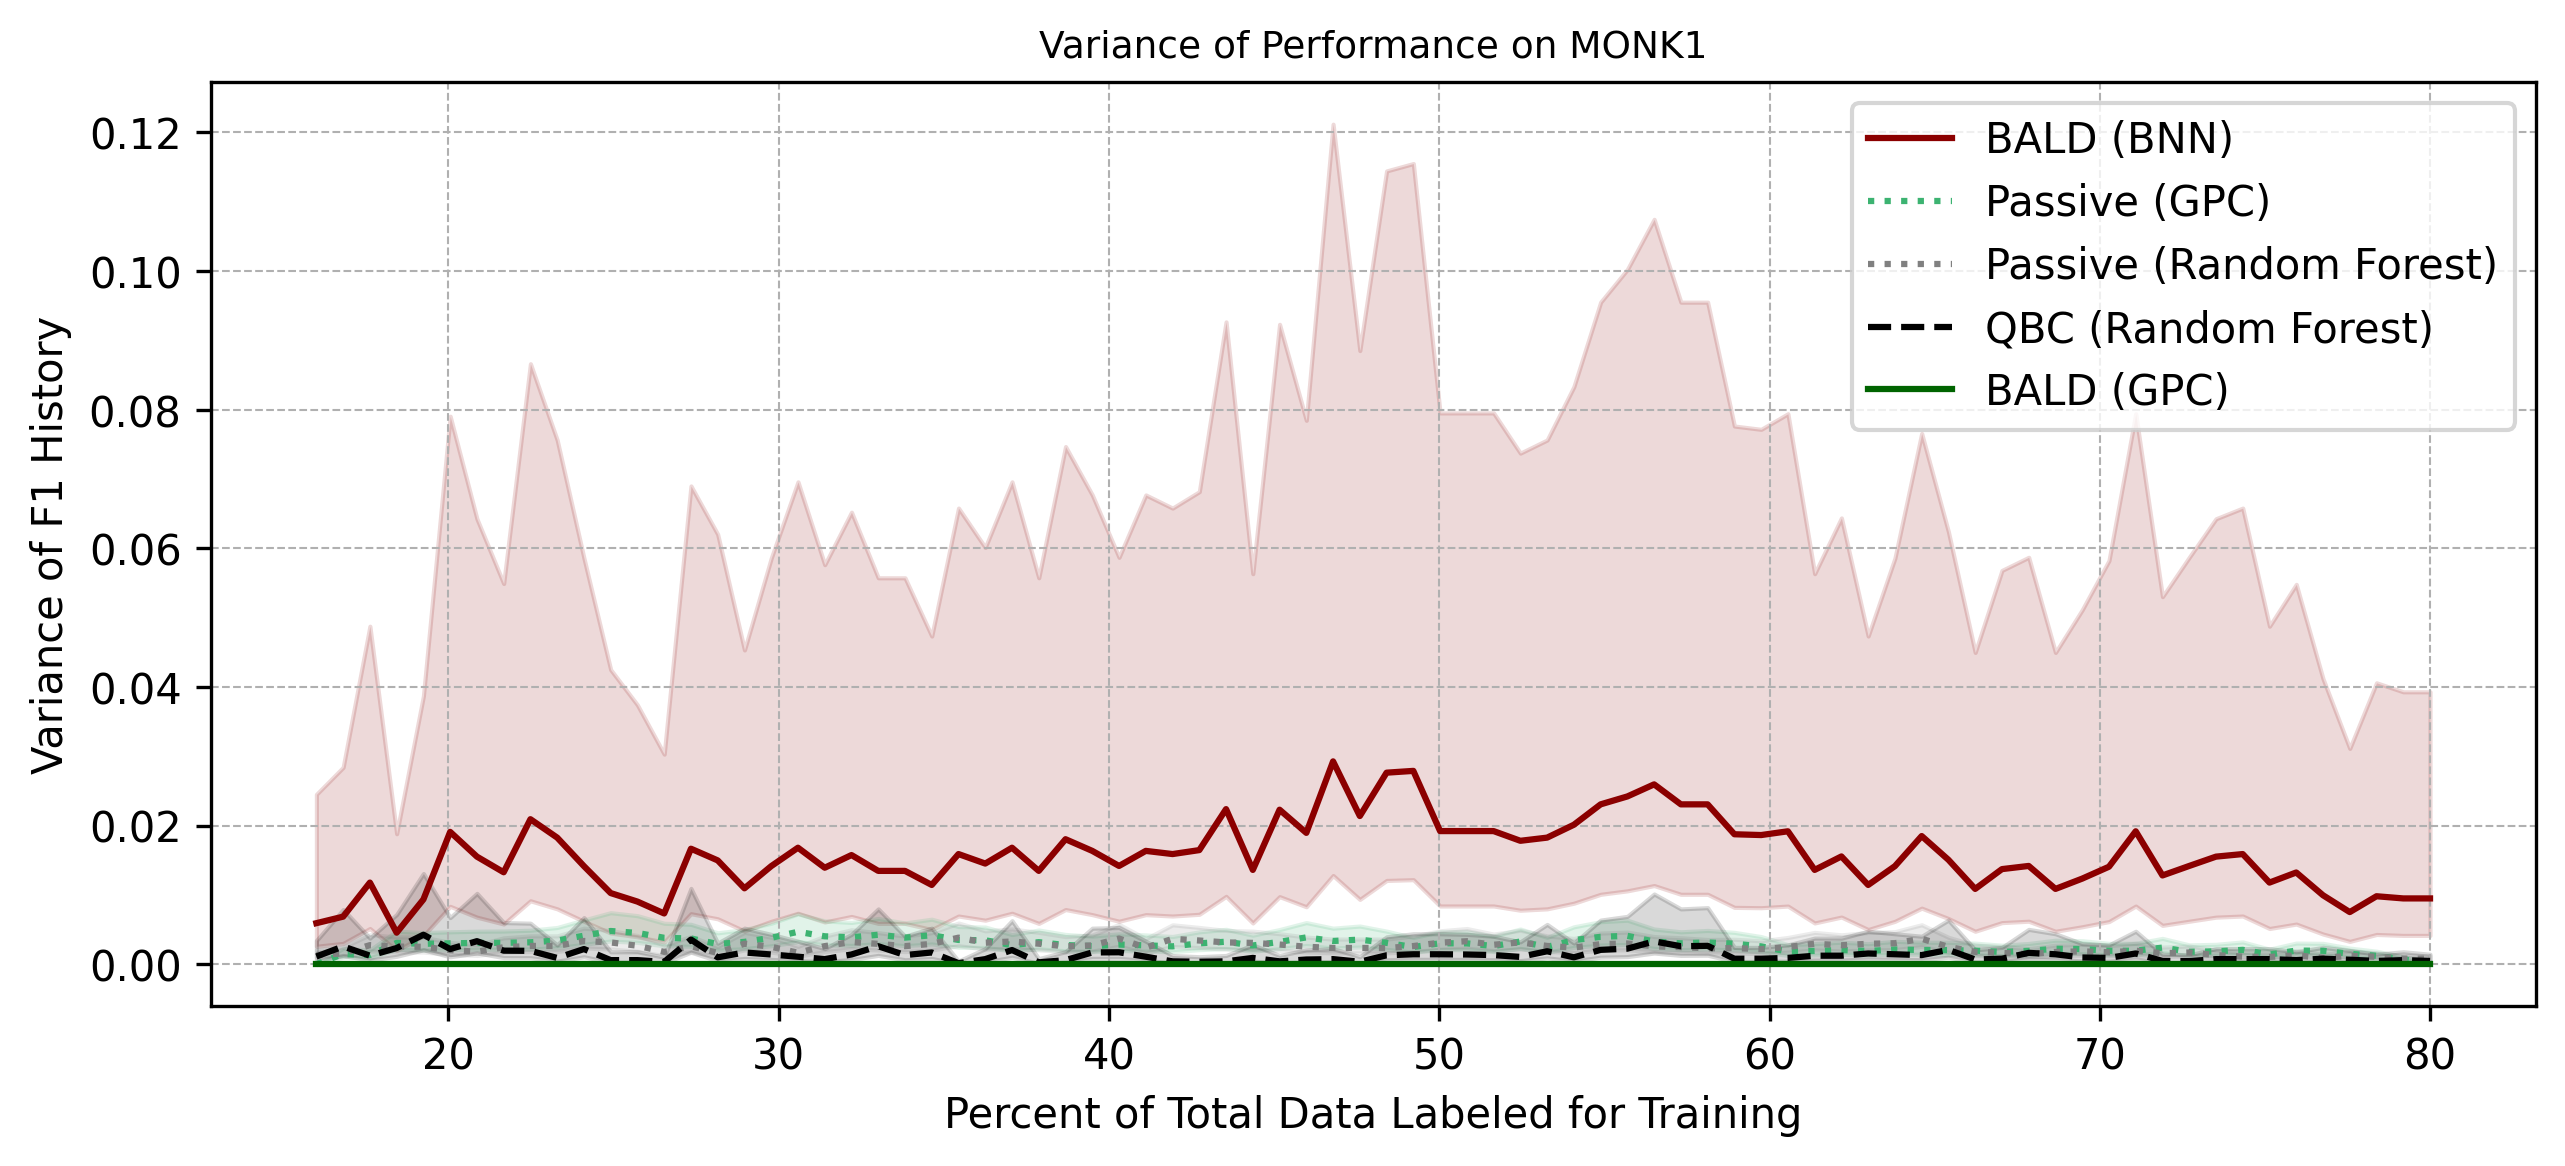 Variance of Performance on MONK1
Variance of F1 History
0.12
0.10
0.08
0.06
0.04
0.02
0.00
BALD (BNN)
Passive (GPC)
Passive (Random Forest)
QBC (Random Forest)
BALD (GPC)
20 30 40 50 60 70 80
Percent of Total Data Labeled for Training